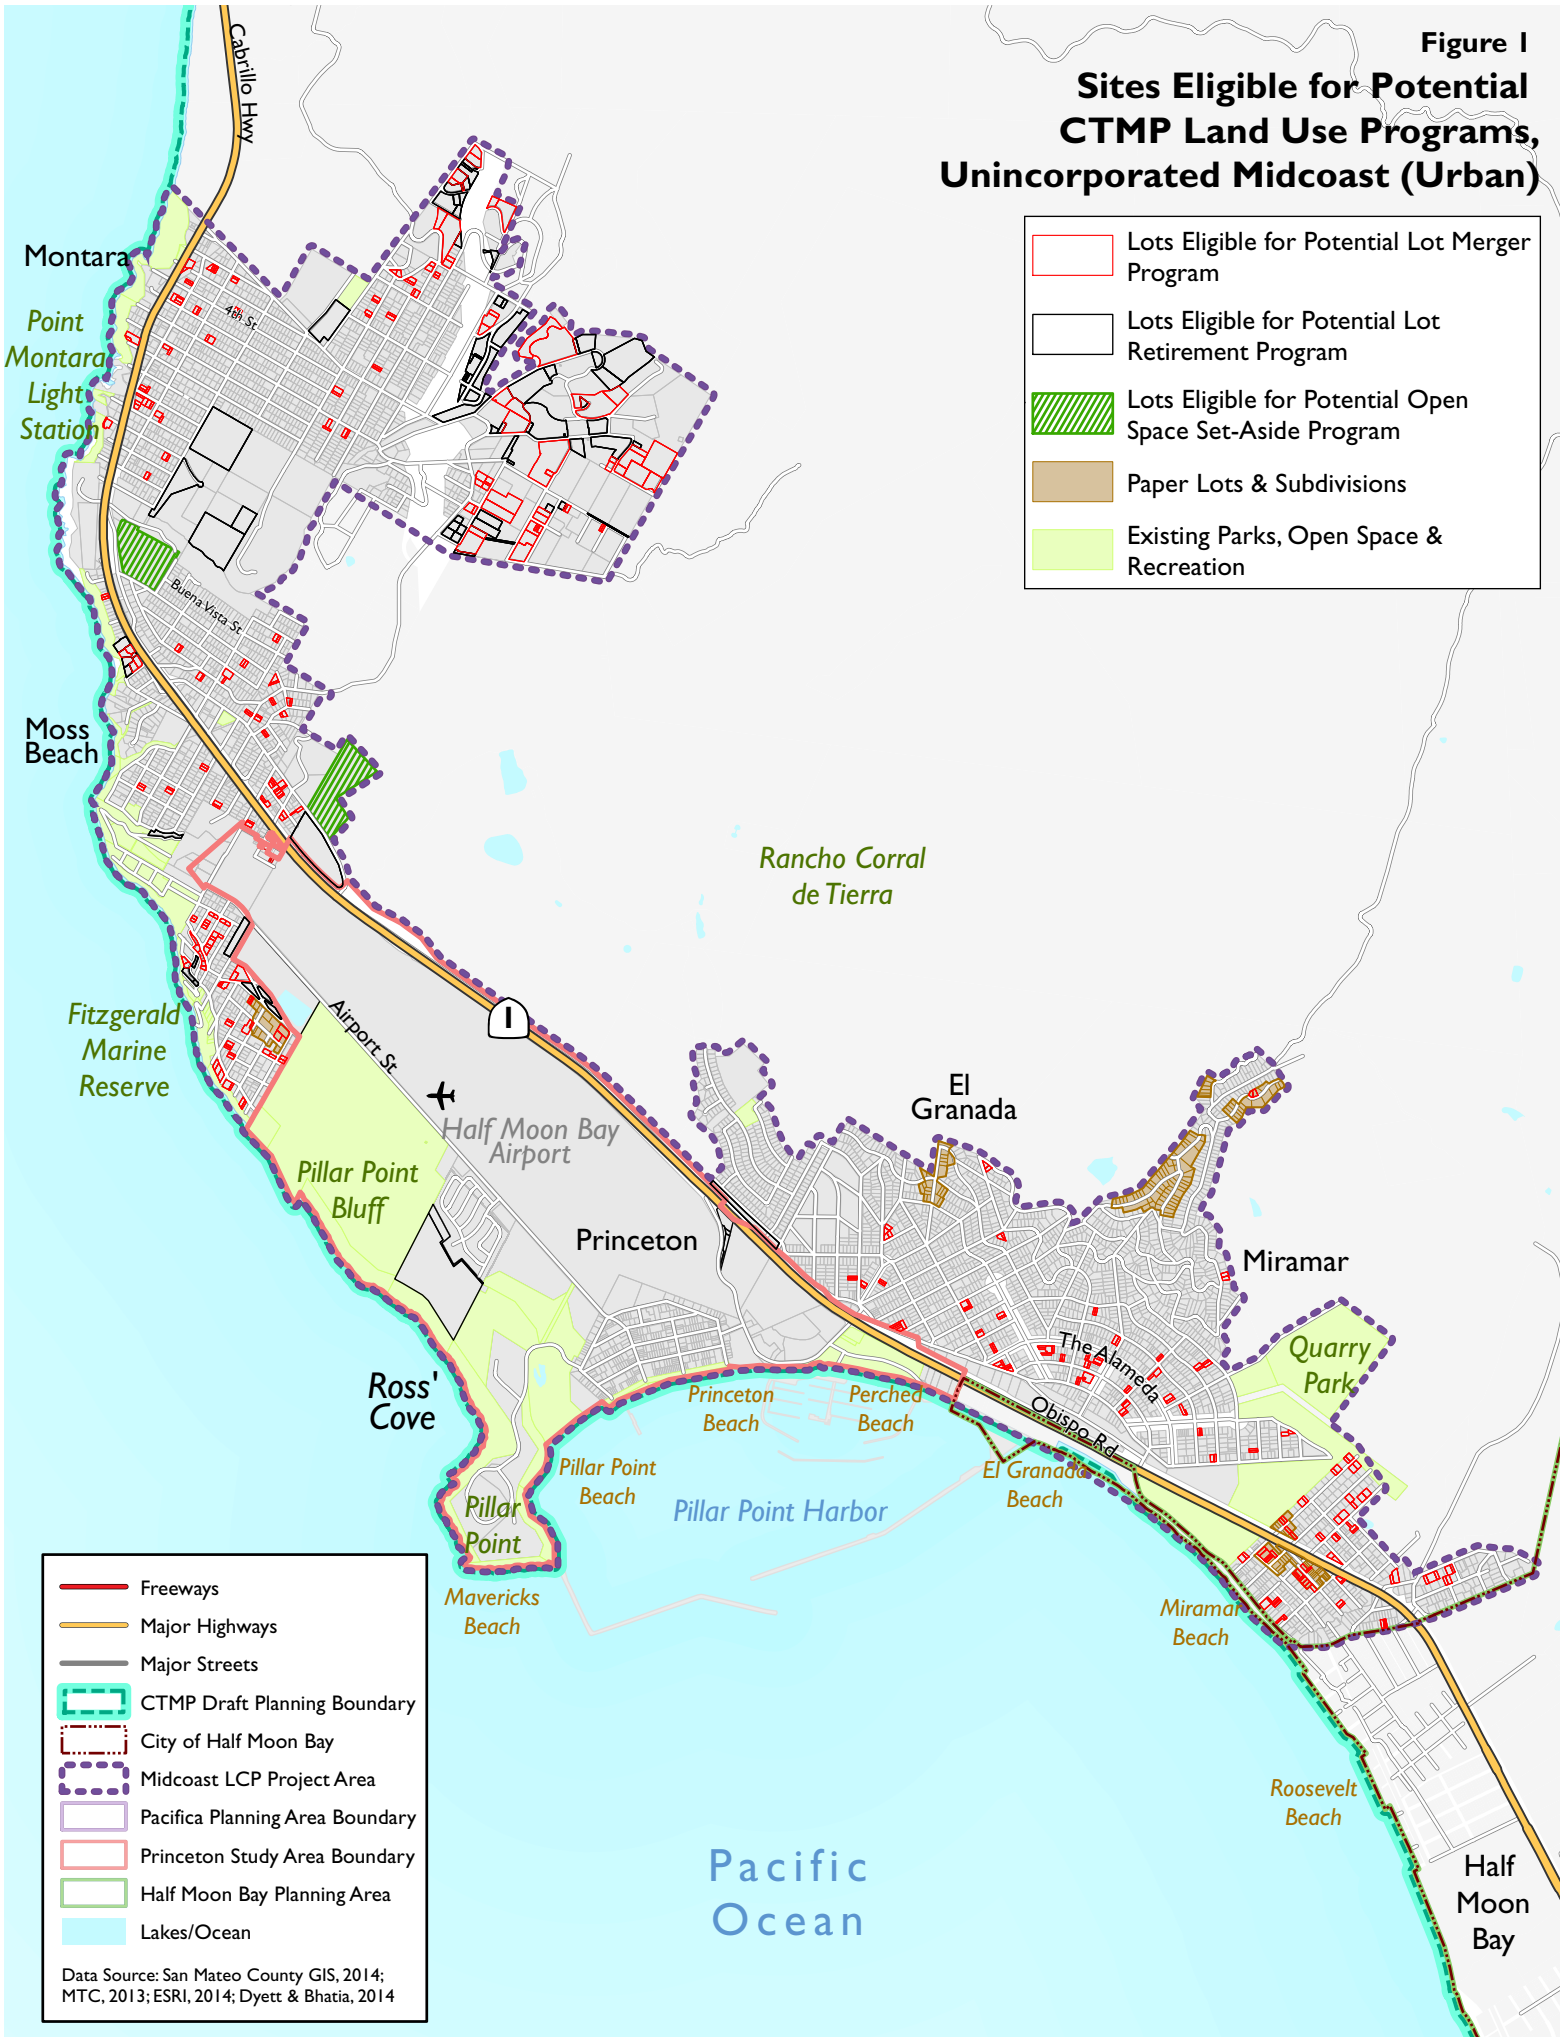 Figure 1
Sites Eligible for Potential
CTMP Land Use Programs,
Unincorporated Midcoast (Urban)
Lots Eligible for Potential Lot Merger
Program
Lots Eligible for Potential Lot
Retirement Program
Lots Eligible for Potential Open
Space Set-Aside Program
Paper Lots & Subdivisions
Existing Parks, Open Space &
Recreation
Cabrillo Hwy
Montara
Point
Montara
Light
Station
4th St
Buena Vista St
Moss
Beach
Rancho Corral
de Tierra
Fitzgerald
Marine
Reserve
Airport St
1
Half Moon Bay
Airport
El
Granada
Pillar Point
Bluff
Princeton
Miramar
The Alameda
Quarry
Park
Ross'
Cove
Princeton
Beach
Perched
Beach
Obispo Rd
Pillar Point
Beach
El Granada
Beach
Pillar Point Harbor
Pillar
Point
Mavericks
Beach
Miramar
Beach
Roosevelt
Beach
Pacific
Ocean
Half
Moon
Bay
Freeways
Major Highways
Major Streets
CTMP Draft Planning Boundary
City of Half Moon Bay
Midcoast LCP Project Area
Pacifica Planning Area Boundary
Princeton Study Area Boundary
Half Moon Bay Planning Area
Lakes/Ocean
Data Source: San Mateo County GIS, 2014;
MTC, 2013; ESRI, 2014; Dyett & Bhatia, 2014